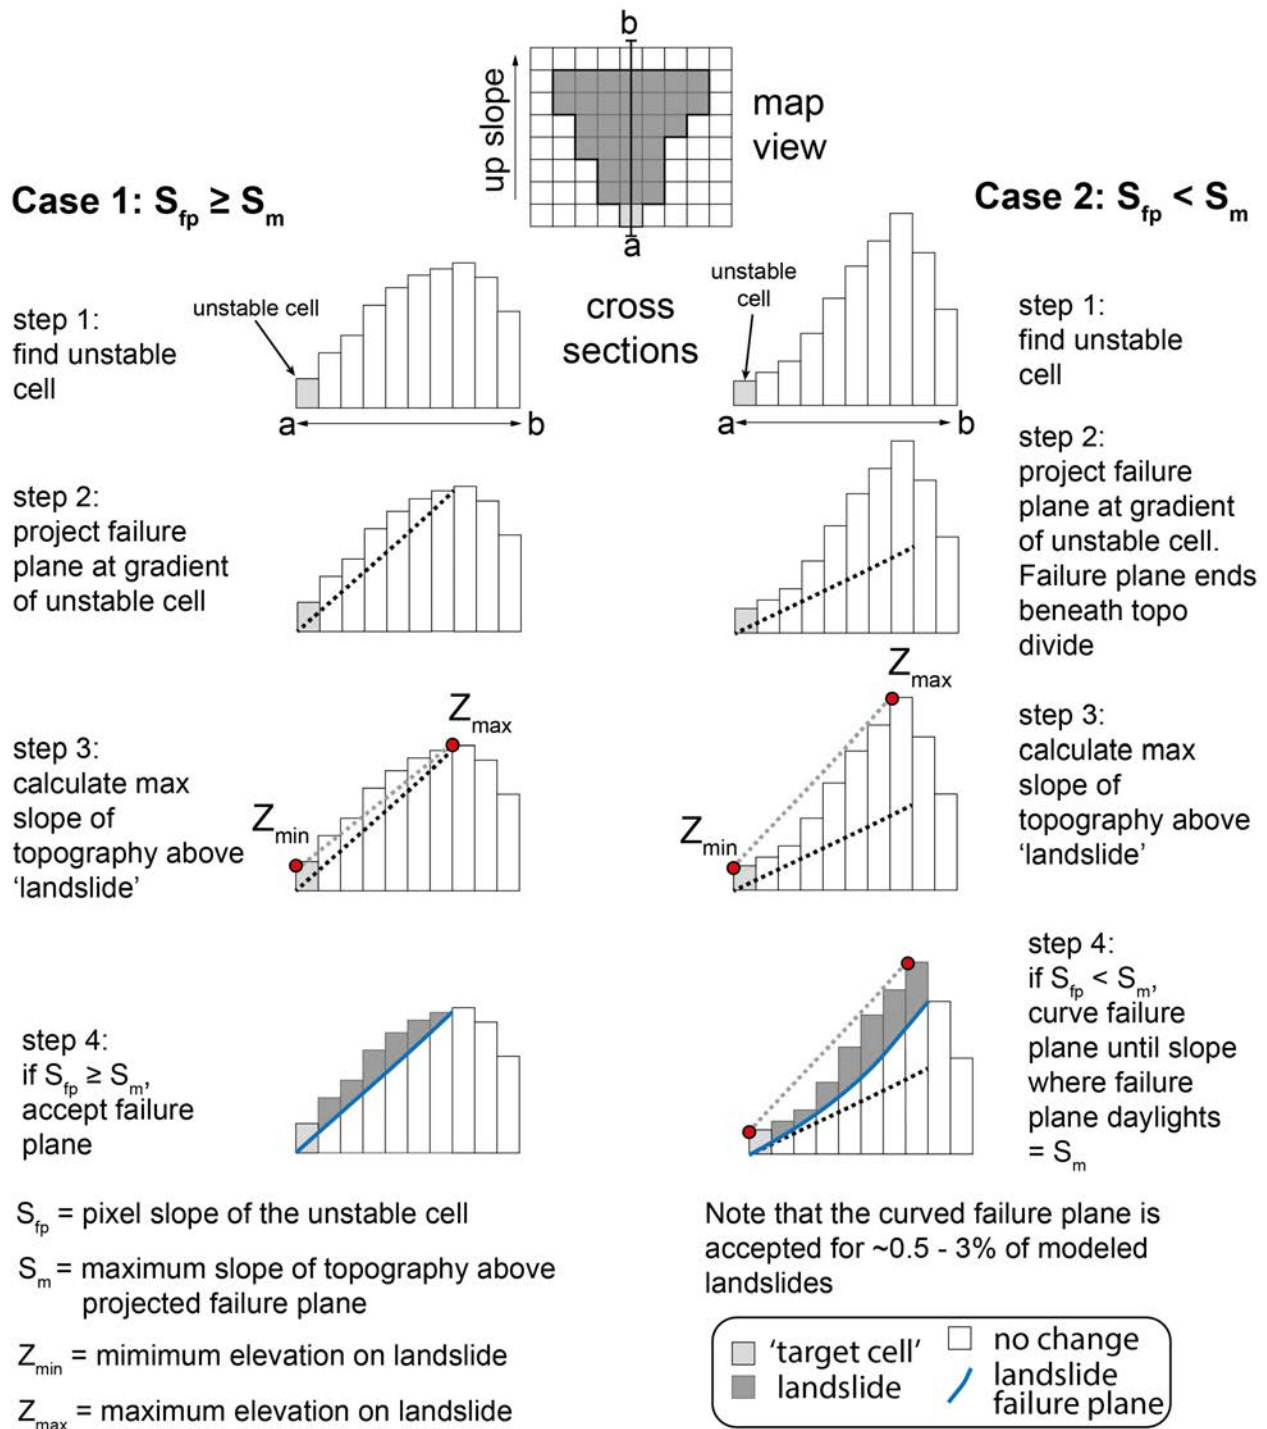 b
up slope
map
view
a
Case 1: Sfp ≥ Sm
Case 2: Sfp < Sm
step 1:
find unstable
cell
unstable cell
a
b
cross
sections
unstable
cell
a
b
step 1:
find unstable
cell
step 2:
project failure
plane at gradient
of unstable cell
step 2:
project failure
plane at gradient
of unstable cell.
Failure plane ends
beneath topo
divide
step 3:
calculate max
slope of
topography above
‘landslide’
Zmin
Zmax
Zmin
Zmax
step 3:
calculate max
slope of
topography above
‘landslide’
step 4:
if Sfp ≥ Sm,
accept failure
plane
step 4:
if Sfp < Sm,
curve failure
plane until slope
where failure
plane daylights
= Sm
Sfp = pixel slope of the unstable cell
Sm = maximum slope of topography above
projected failure plane
Zmin = mimimum elevation on landslide
Zmax = maximum elevation on landslide
Note that the curved failure plane is
accepted for ~0.5 - 3% of modeled
landslides
‘target cell’
landslide
no change
landslide
failure plane